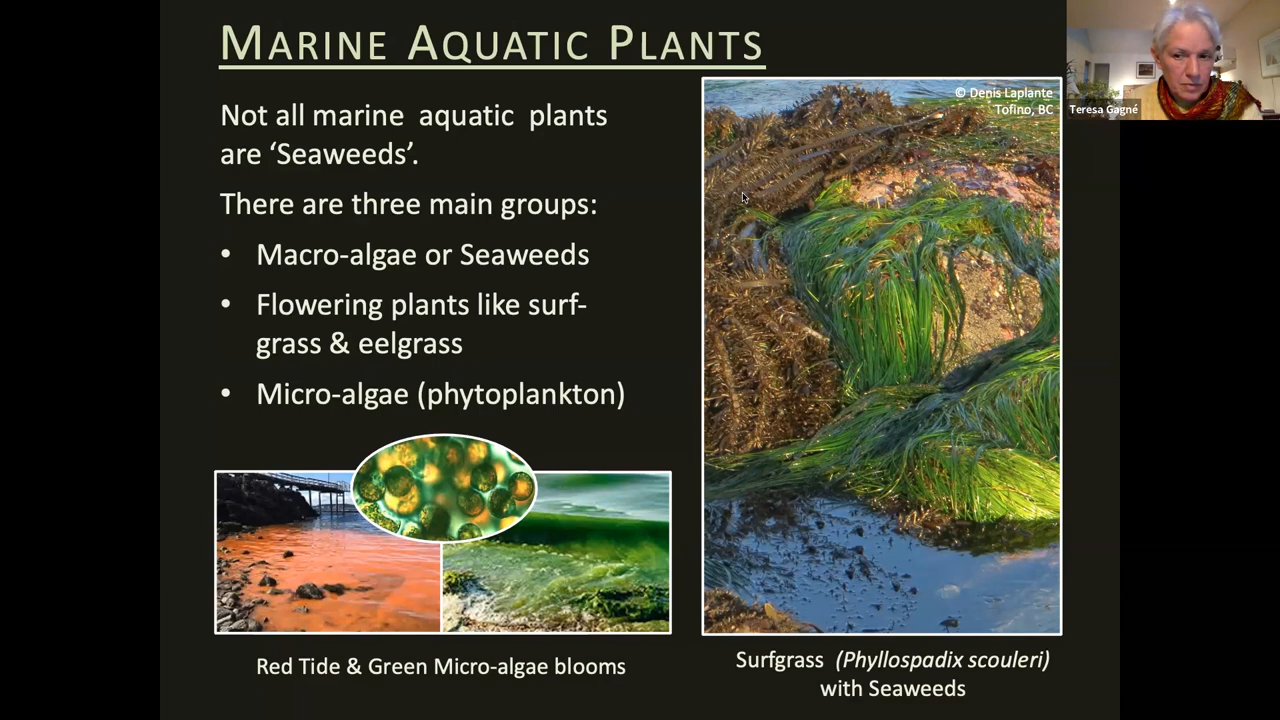 MARINE AQUATIC PLANTS
Not all marine aquatic plants
are ‘Seaweeds’.
There are three main groups:
• Macro-algae or Seaweeds
• Flowering plants like surf-
grass & eelgrass
• Micro-algae (phytoplankton)
Red Tide & Green Micro-algae blooms
© Denis Laplante
Tofino, BC
Surfgrass (Phyllospadix scouleri)
with Seaweeds
Teresa Gagné